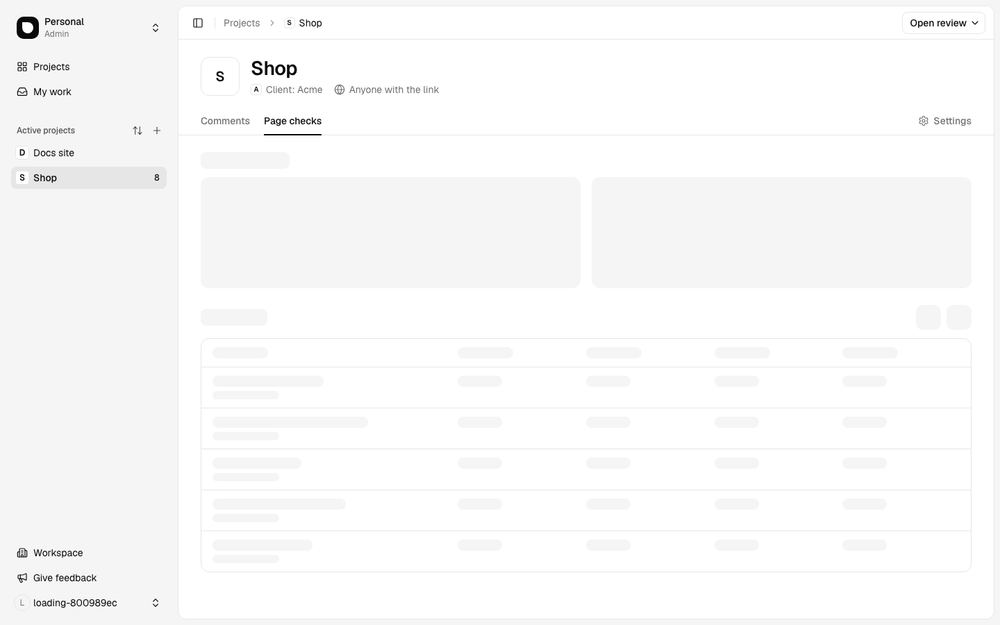 Personal
Admin
Projects
My work
Active projects
D Docs site
S Shop 8
Workspace
Give feedback
L loading-800989ec
Projects S Shop
Open review
S
Shop
A Client: Acme Anyone with the link
Comments Page checks
Settings